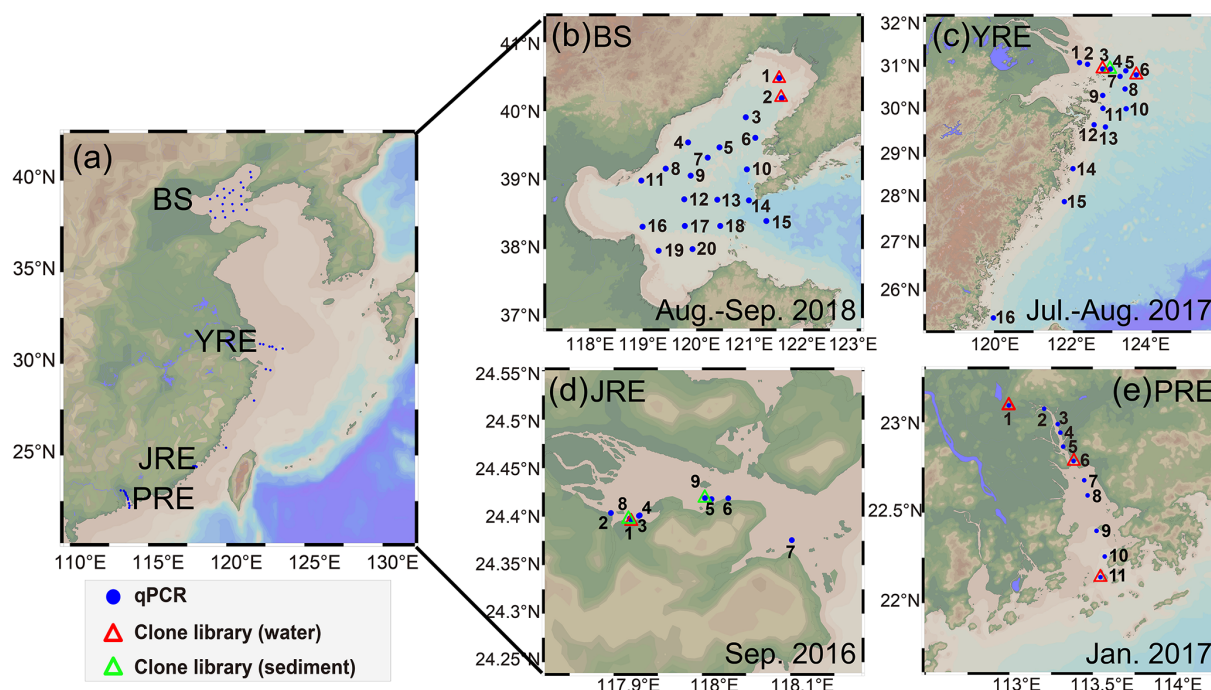 (a)
BS
YRE
JRE
PRE
40°N
35°N
30°N
25°N
110°E 115°E 120°E 125°E 130°E
qPCR
Clone library (water)
Clone library (sediment)
(b) BS
41°N
40°N
39°N
38°N
37°N
1
2
3
4
6
5
7
8
9
10
11
12
13
14
15
16
17
18
19
20
Aug.-Sep. 2018
118°E 119°E 120°E 121°E 122°E 123°E
(c) YRE
32°N
31°N
30°N
29°N
28°N
27°N
26°N
1 2 3 4 5 6
7
8
9
10
11
12
13
14
15
16
Jul.-Aug. 2017
120°E 122°E 124°E
(d) JRE
24.55°N
24.5°N
24.45°N
24.4°N
24.35°N
24.3°N
24.25°N
9
8
4
5
6
2
3
1
7
Sep. 2016
117.9°E 118°E 118.1°E
(e) PRE
23°N
22.5°N
22°N
1
2
3
4
5
6
7
8
9
10
11
Jan. 2017
113°E 113.5°E 114°E